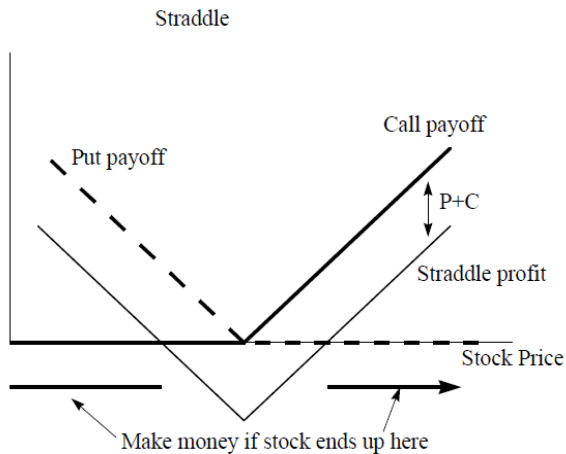 Straddle
Call payoff
Put payoff
P+C
Straddle profit
Stock Price
Make money if stock ends up here